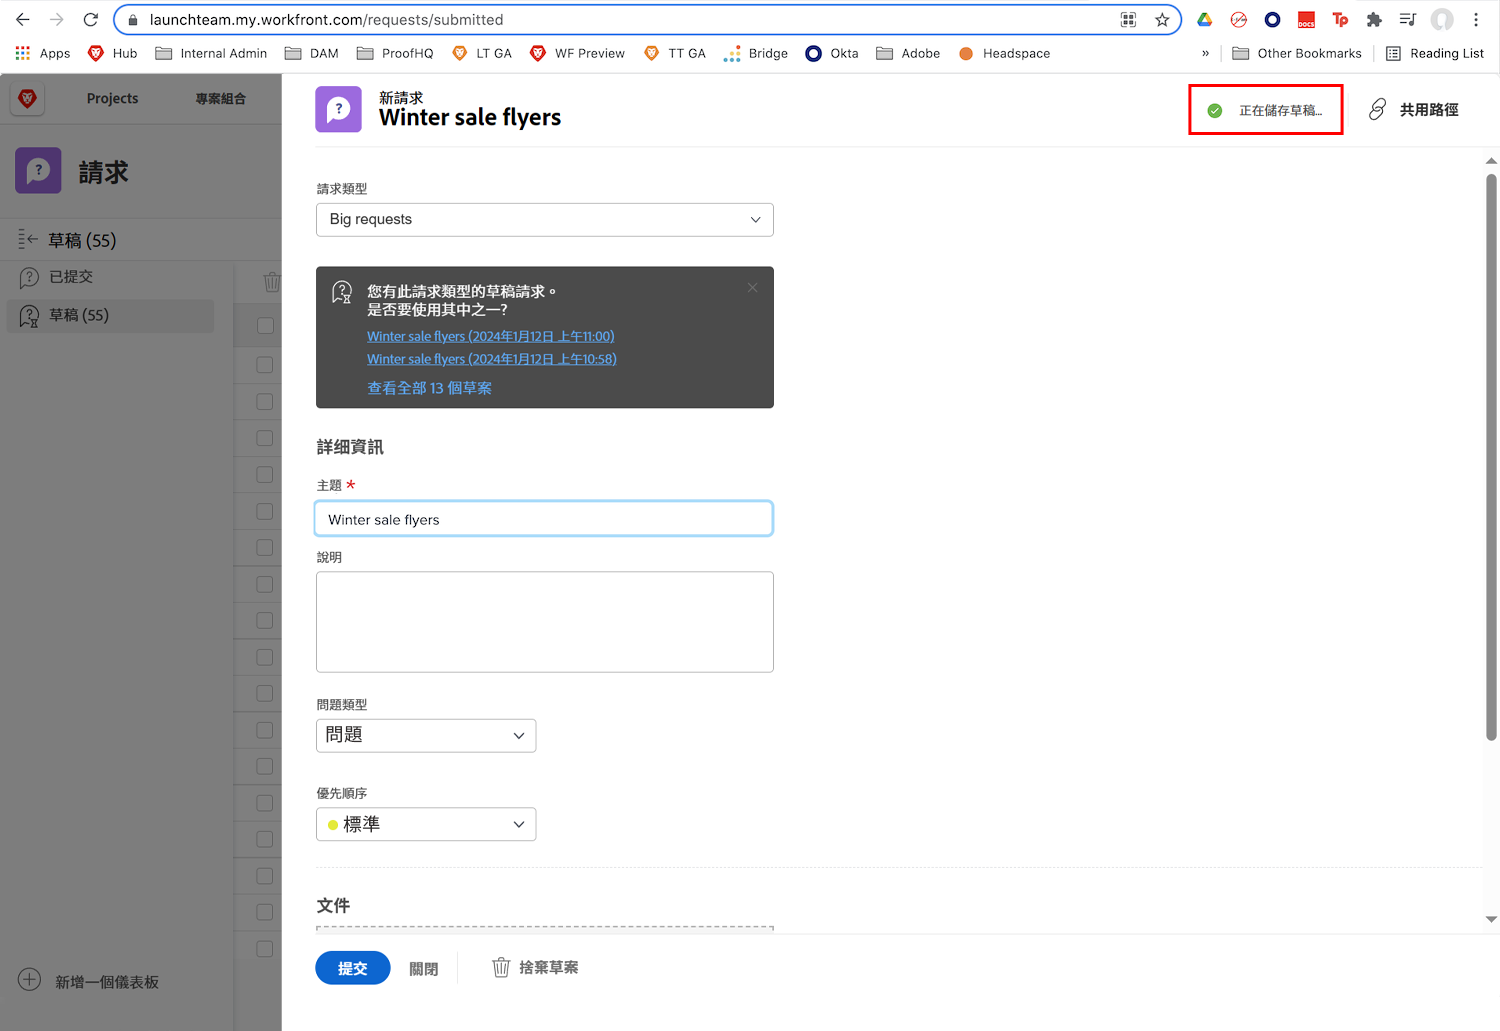 launchteam.my.workfront.com/requests/submitted
Apps Hub Internal Admin DAM ProofHQ LT GA WF Preview TT GA Bridge Okta Adobe Headspace » Other Bookmarks Reading List
Projects 專案組合
請求
草稿 (55)
已提交
草稿 (55)
新增一個儀表板
新請求
Winter sale flyers
正在儲存草稿...
共用路徑
請求類型
Big requests
您有此請求類型的草稿請求。
是否要使用其中之一?
Winter sale flyers (2024年1月12日 上午11:00)
Winter sale flyers (2024年1月12日 上午10:58)
查看全部 13 個草案
詳细資訊
主題 *
Winter sale flyers
說明
問題類型
問題
優先順序
標準
文件
提交 關閉 捨棄草案